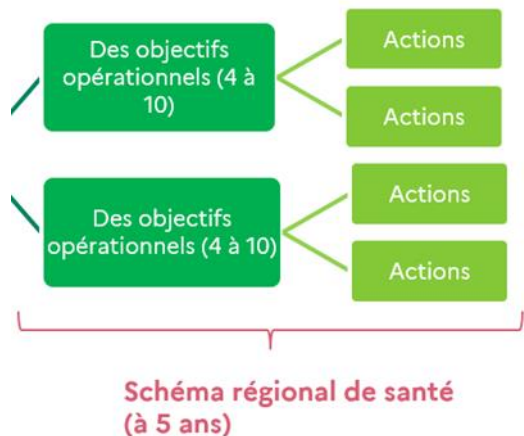 Des objectifs
opérationnels (4 à
10)
Actions
Actions
Des objectifs
opérationnels (4 à 10)
Actions
Actions
Schéma régional de santé
(à 5 ans)